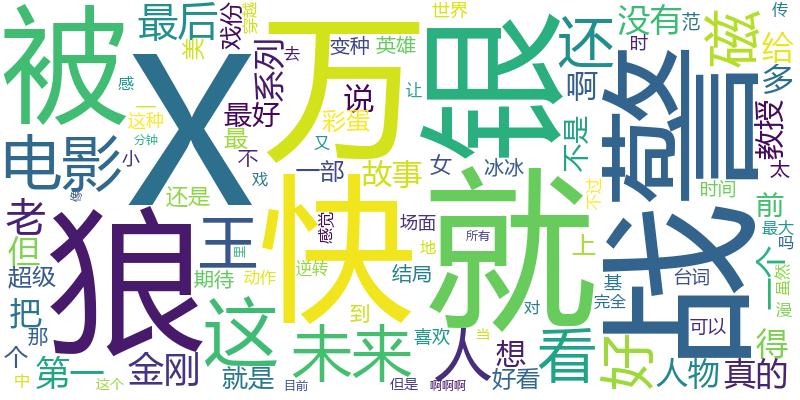 被
X
万
银
警
战
狼
快
就
电影
最后
戏份
美
系列
最好
去
感
一
这种
分钟
小
最
不
还是
变种
英雄
说
让
彩蛋
又
戏
一部
故事
女
冰冰
世界
还
啊
不是
没有
范
时
传
磁
给
多
教授
太
不过
时间
前
最大
吗
虽然
漫
一个
上
基
完全
台词
可以
好
得
人物
真的
老
但
超级
把
那
个
中
第一
这个
金刚
王
里
期待
就是
这
动作
目前
未来
逆转
感觉
场面
地
所有
结局
到
喜欢
但是
啊啊啊
人
当
想
好看
对
看